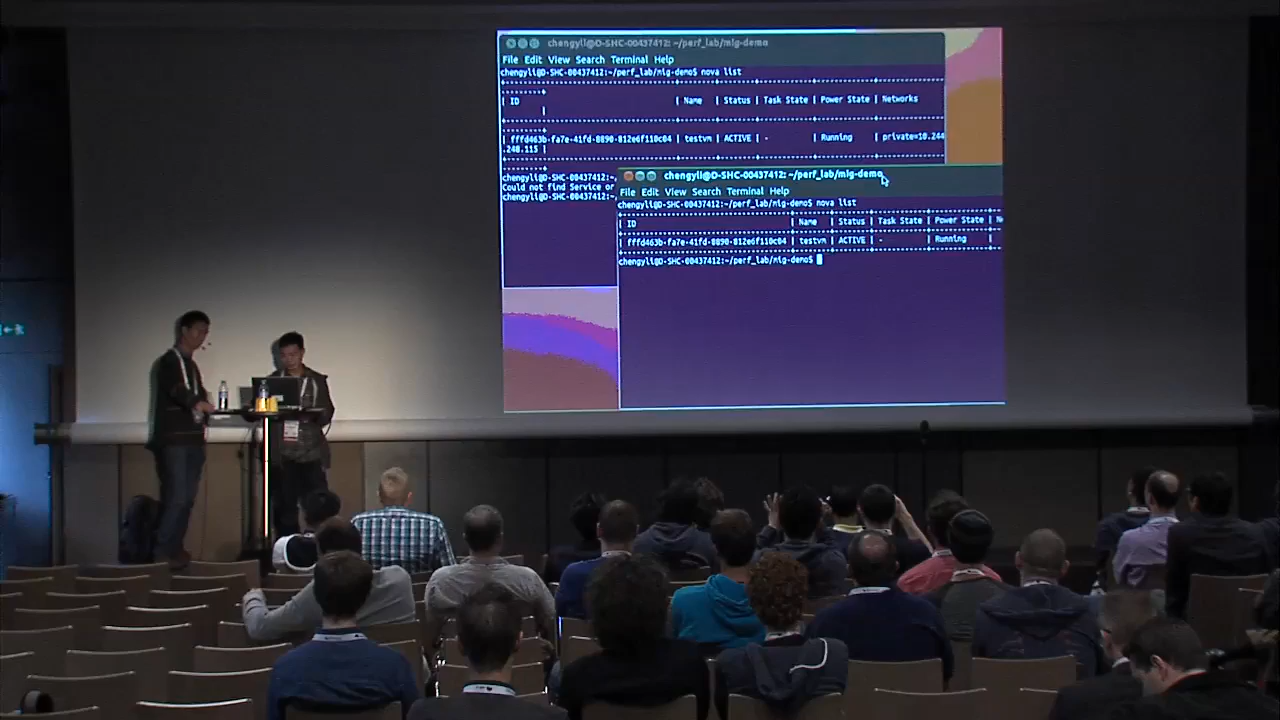 chengyli@D-SHC-00437412: ~/perf_lab/mig-demo
File Edit View Search Terminal Help
chengyli@D-SHC-00437412:~/perf_lab/mig-demo$ nova list
| ID | Name | Status | Task State | Power State | Networks
|
| fffd463b-fa7e-41fd-8890-812e6f110c04 | testvm | ACTIVE | - | Running | private=10.244
.248.115 |
chengyli@D-SHC-00437412:~/
Could not find Service or
chengyli@D-SHC-00437412:~/
chengyli@D-SHC-00437412: ~/perf_lab/mig-demo
File Edit View Search Terminal Help
chengyli@D-SHC-00437412:~/perf_lab/mig-demo$ nova list
| ID | Name | Status | Task State | Power State | N
| fffd463b-fa7e-41fd-8890-812e6f110c04 | testvm | ACTIVE | - | Running |
chengyli@D-SHC-00437412:~/perf_lab/mig-demo$